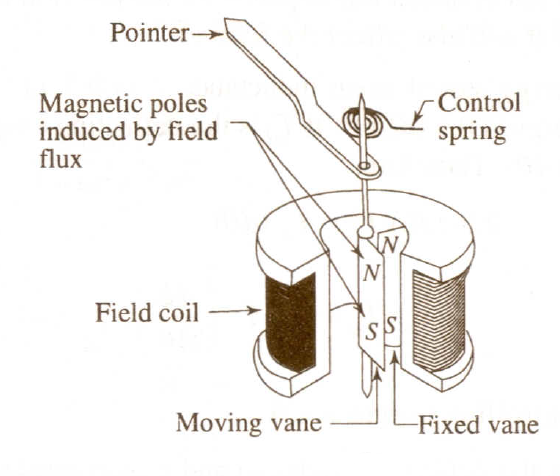 Pointer
Magnetic poles
induced by field
flux
Control
spring
N
N
Field coil
S
S
Moving vane
Fixed vane